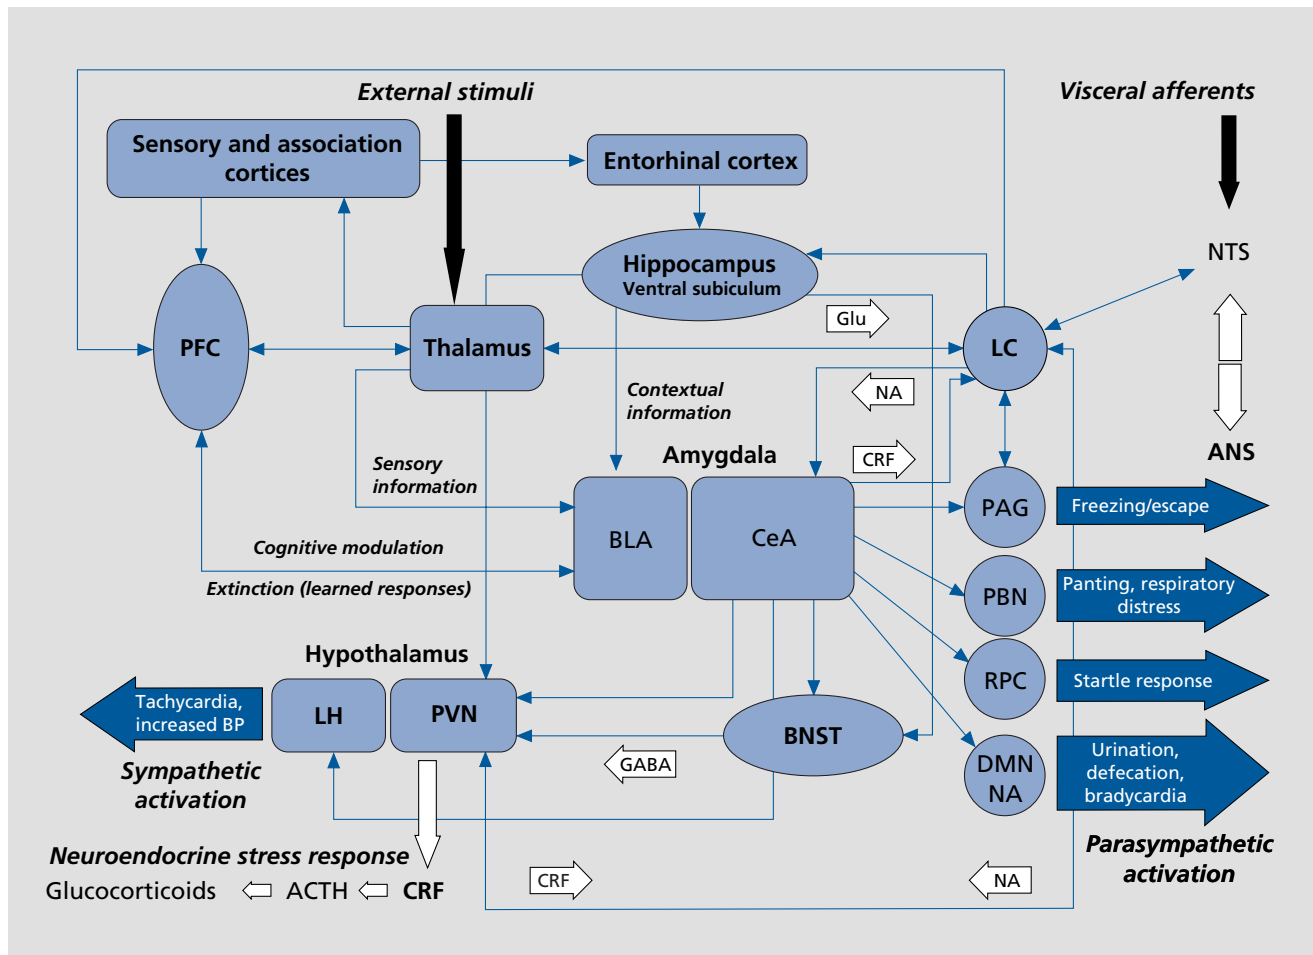 External stimuli
Visceral afferents
Sensory and association
cortices
Entorhinal cortex
Hippocampus
Ventral subiculum
NTS
Glu
PFC
Thalamus
LC
NA
Contextual
information
Amygdala
CRF
ANS
Sensory
information
BLA
CeA
PAG
Freezing/escape
Cognitive modulation
Extinction (learned responses)
PBN
Panting, respiratory
distress
Hypothalamus
RPC
Startle response
Tachycardia,
increased BP
LH
PVN
BNST
GABA
DMN
NA
Urination,
defecation,
bradycardia
Sympathetic
activation
Parasympathetic
activation
Neuroendocrine stress response
Glucocorticoids
ACTH
CRF
CRF
NA